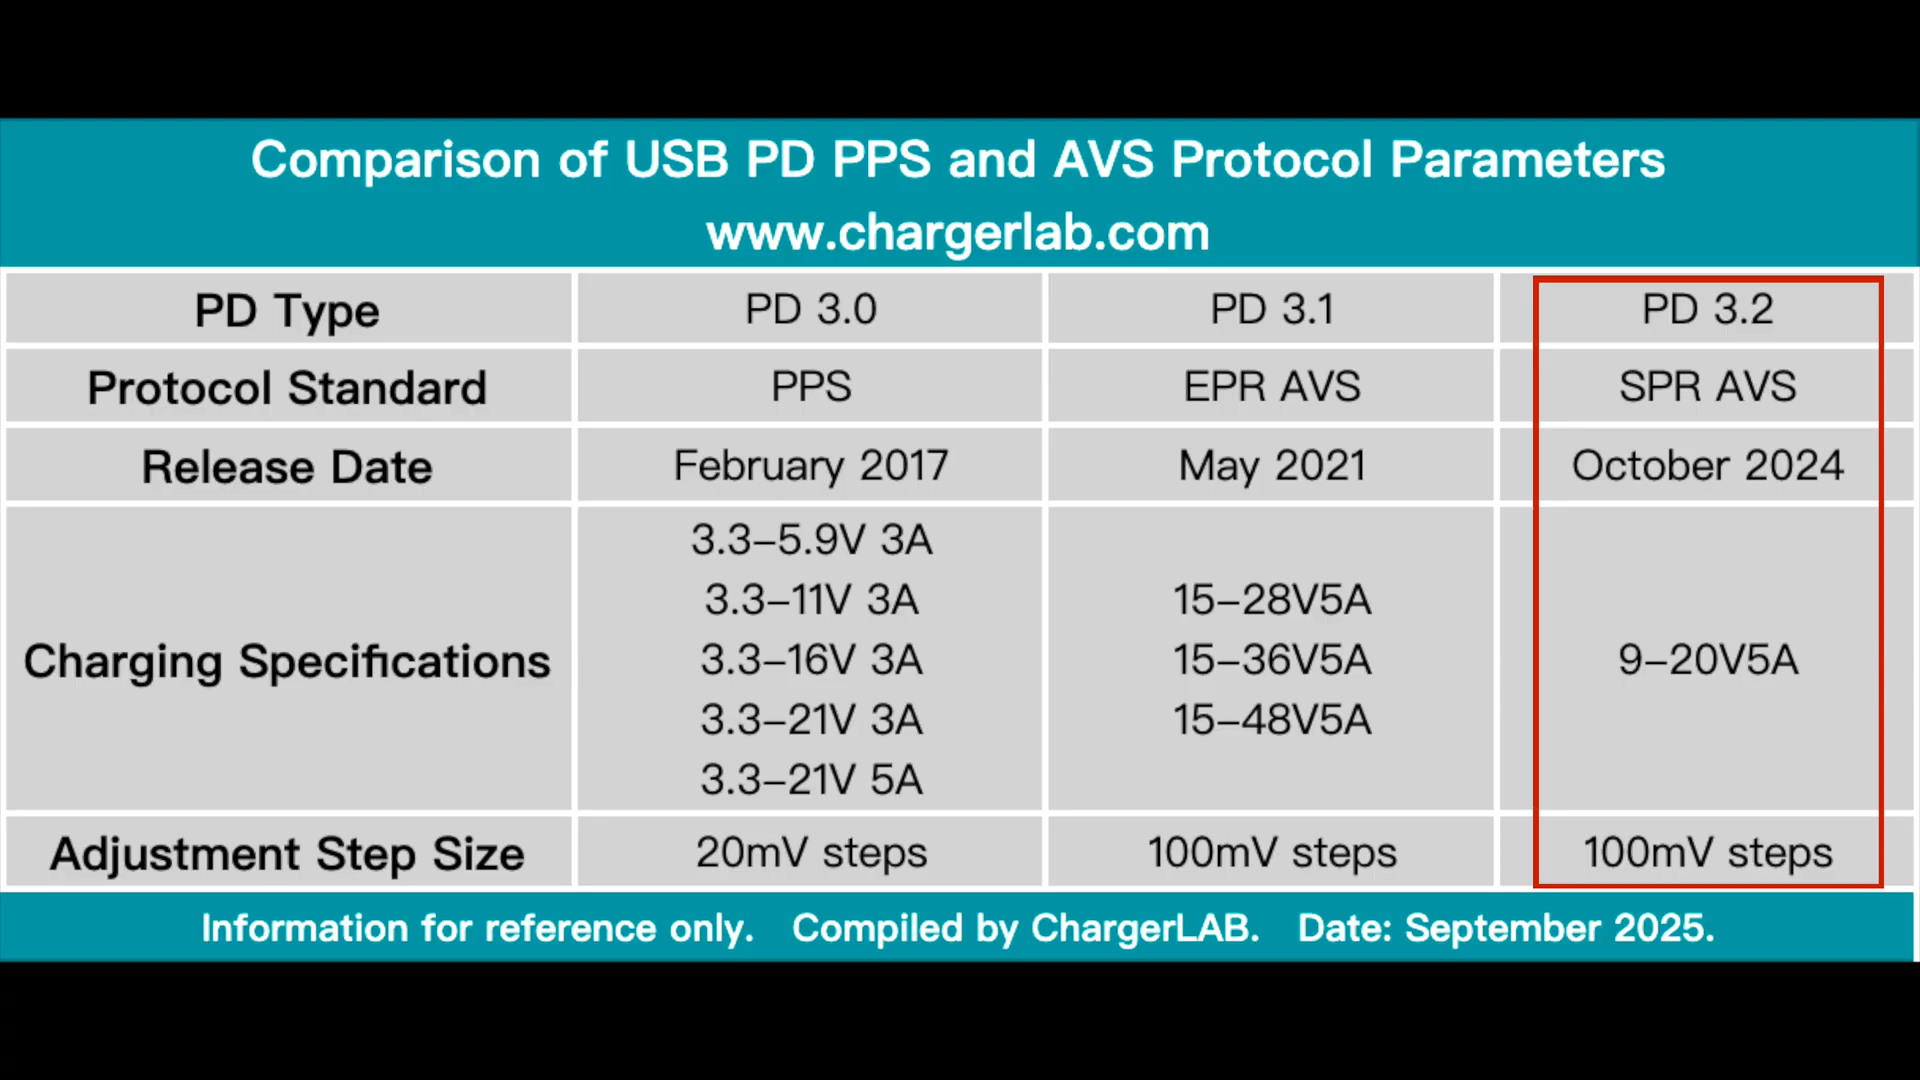 Comparison of USB PD PPS and AVS Protocol Parameters
www.chargerlab.com
PD Type PD 3.0 PD 3.1 PD 3.2
Protocol Standard PPS EPR AVS SPR AVS
Release Date February 2017 May 2021 October 2024
Charging Specifications
3.3–5.9V 3A
3.3–11V 3A
3.3–16V 3A
3.3–21V 3A
3.3–21V 5A
15–28V5A
15–36V5A
15–48V5A
9–20V5A
Adjustment Step Size 20mV steps 100mV steps 100mV steps
Information for reference only. Compiled by ChargerLAB. Date: September 2025.